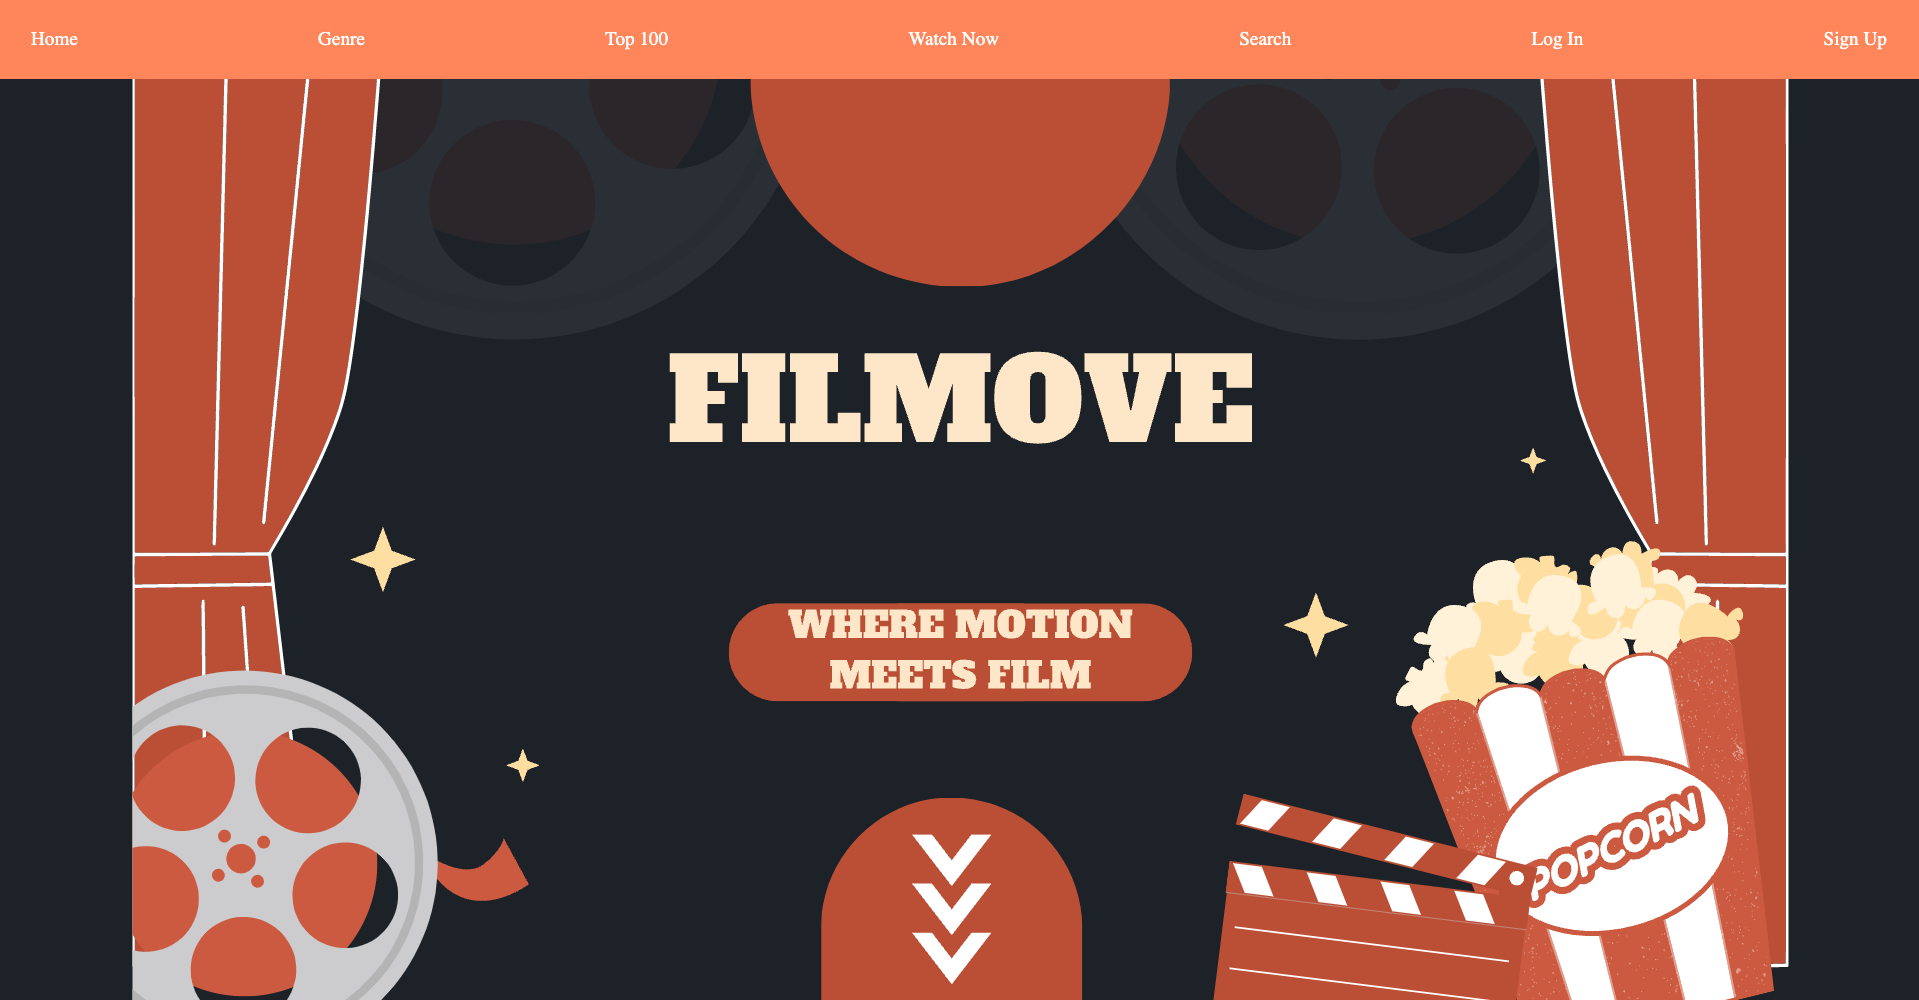 Home Genre Top 100 Watch Now Search Log In Sign Up
FILMOVE
WHERE MOTION
MEETS FILM
POPCORN